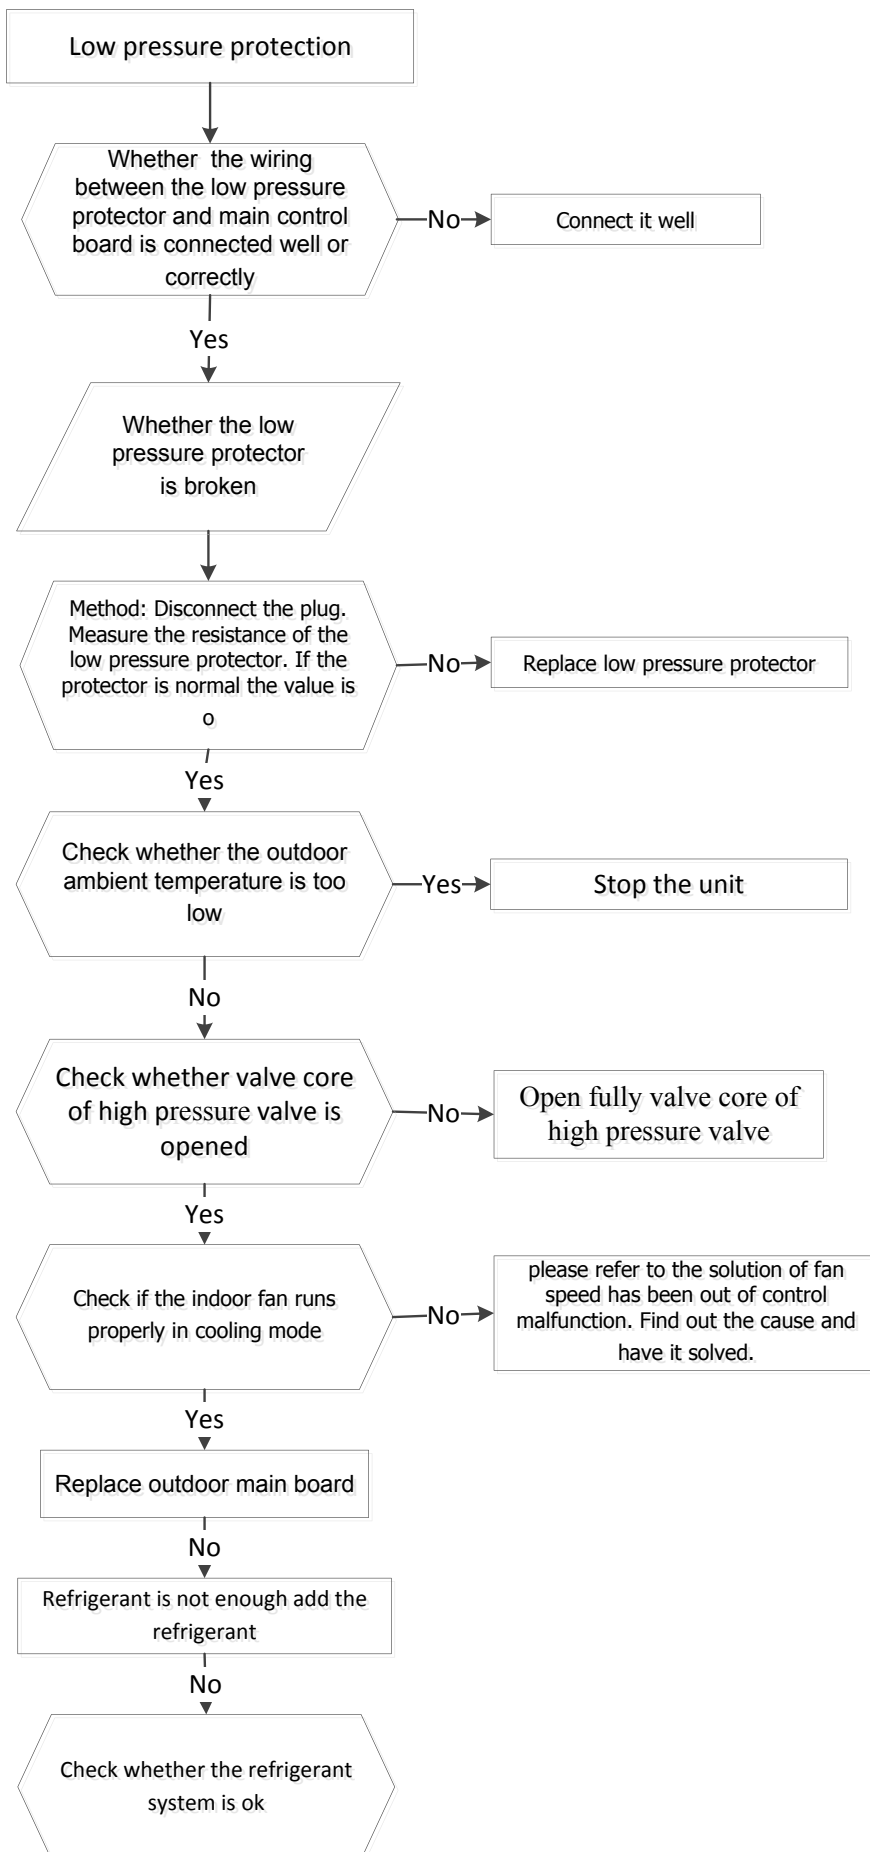 Low pressure protection
Whether the wiring
between the low pressure
protector and main control
board is connected well or
correctly
No
Connect it well
Yes
Whether the low
pressure protector
is broken
Method: Disconnect the plug.
Measure the resistance of the
low pressure protector. If the
protector is normal the value is
o
No
Replace low pressure protector
Yes
Check whether the outdoor
ambient temperature is too
low
Yes
Stop the unit
No
Check whether valve core
of high pressure valve is
opened
No
Open fully valve core of
high pressure valve
Yes
Check if the indoor fan runs
properly in cooling mode
No
please refer to the solution of fan
speed has been out of control
malfunction. Find out the cause and
have it solved.
Yes
Replace outdoor main board
No
Refrigerant is not enough add the
refrigerant
No
Check whether the refrigerant
system is ok